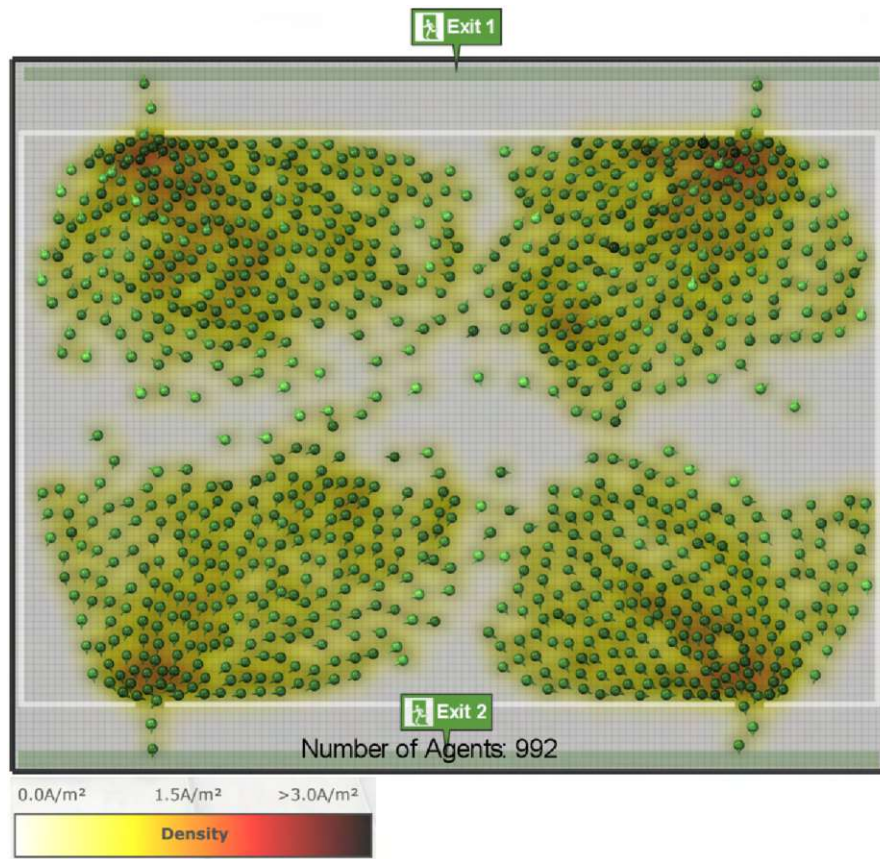 Exit 1
Exit 2
Number of Agents: 992
0.0A/m² 1.5A/m² >3.0A/m²
Density